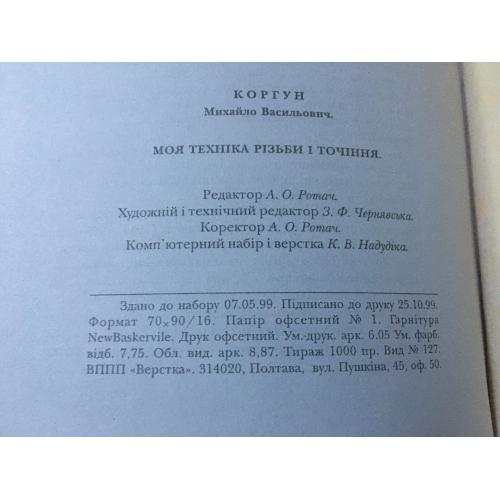 КОРГУН
Михайло Васильович.
МОЯ ТЕХНІКА РІЗЬБИ І ТОЧІННЯ.
Редактор А. О. Ротач.
Художній і технічний редактор З. Ф. Чернявська.
Коректор А. О. Ротач.
Комп’ютерний набір і верстка К. В. Надудіка.
Здано до набору 07.05.99. Підписано до друку 25.10.99.
Формат 70×90/16. Папір офсетний № 1. Гарнітура
NewBaskervile. Друк офсетний. Ум.-друк. арк. 6.05 Ум. фарб.
відб. 7,75. Обл. вид. арк. 8,87. Тираж 1000 пр. Вид № 127.
ВППП «Верстка». 314020, Полтава, вул. Пушкіна, 45, оф. 50.